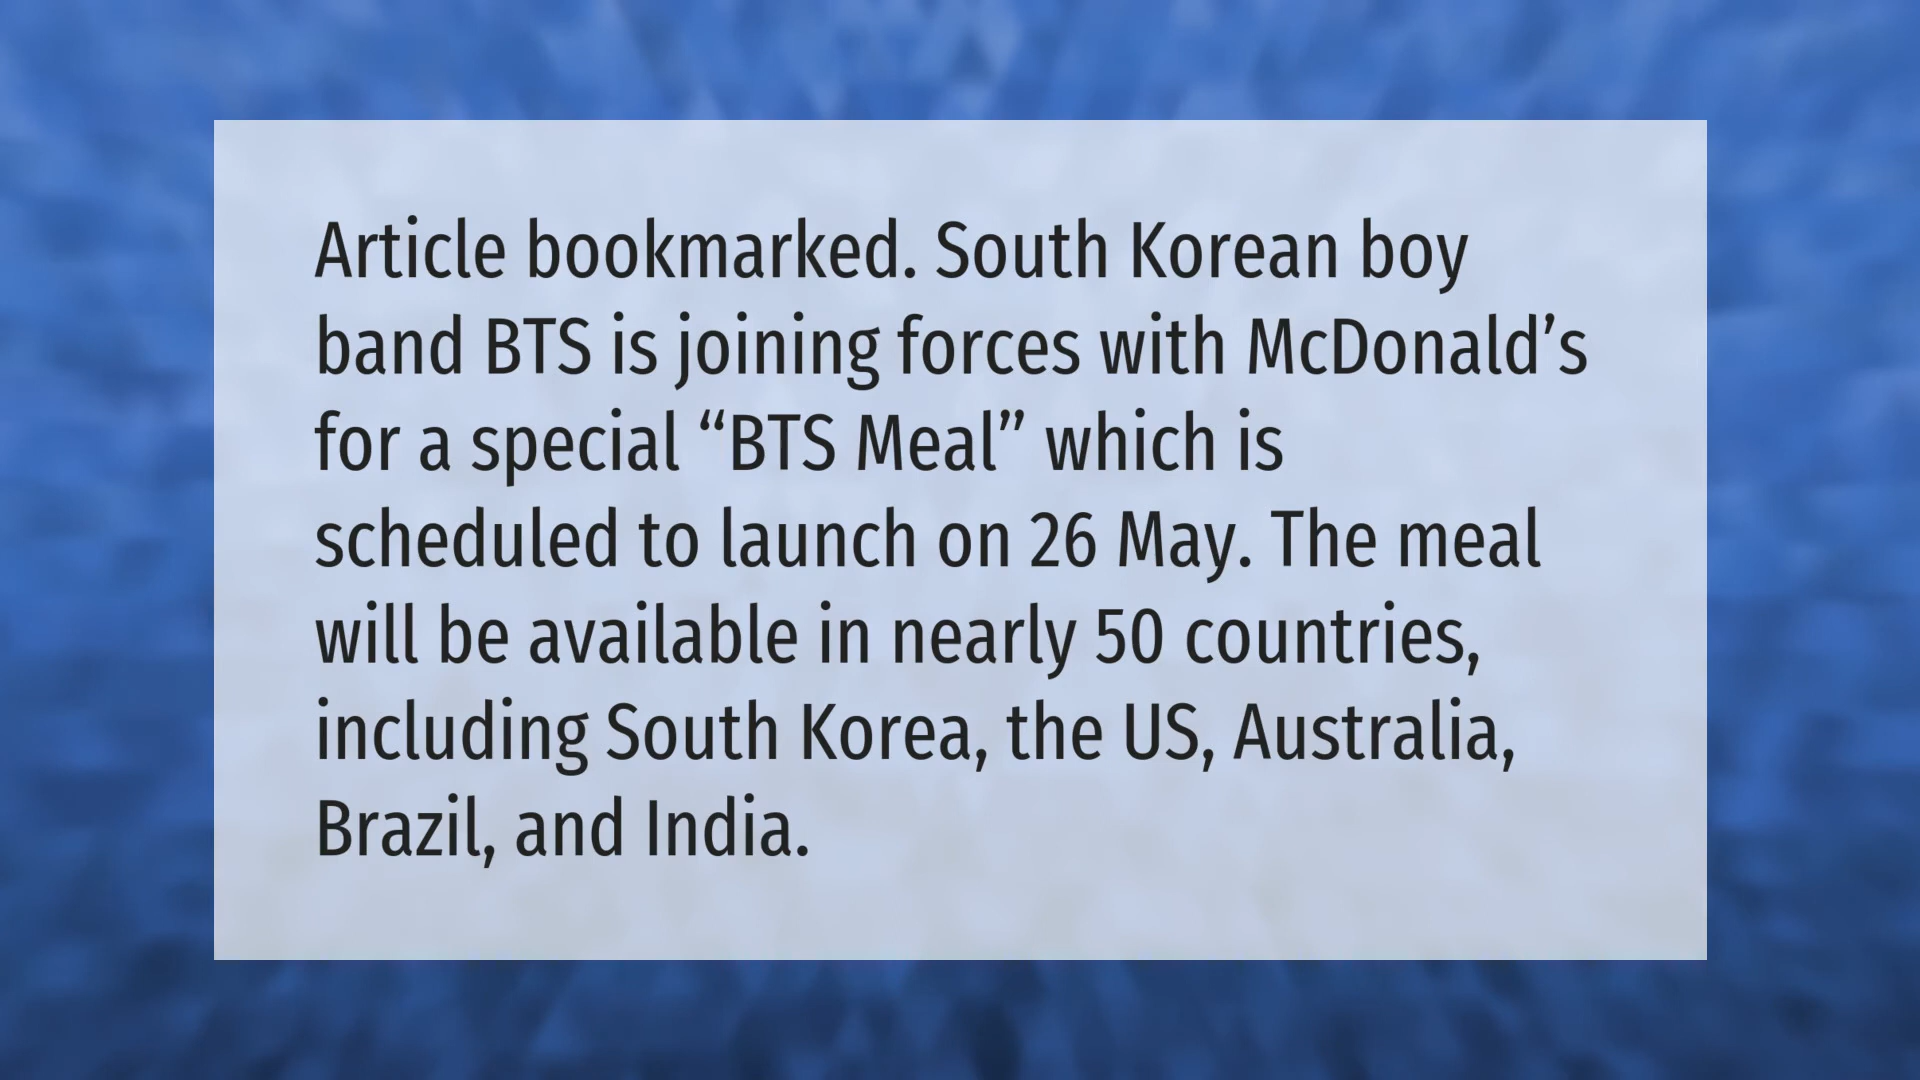 Article bookmarked. South Korean boy
band BTS is joining forces with McDonald’s
for a special “BTS Meal” which is
scheduled to launch on 26 May. The meal
will be available in nearly 50 countries,
including South Korea, the US, Australia,
Brazil, and India.